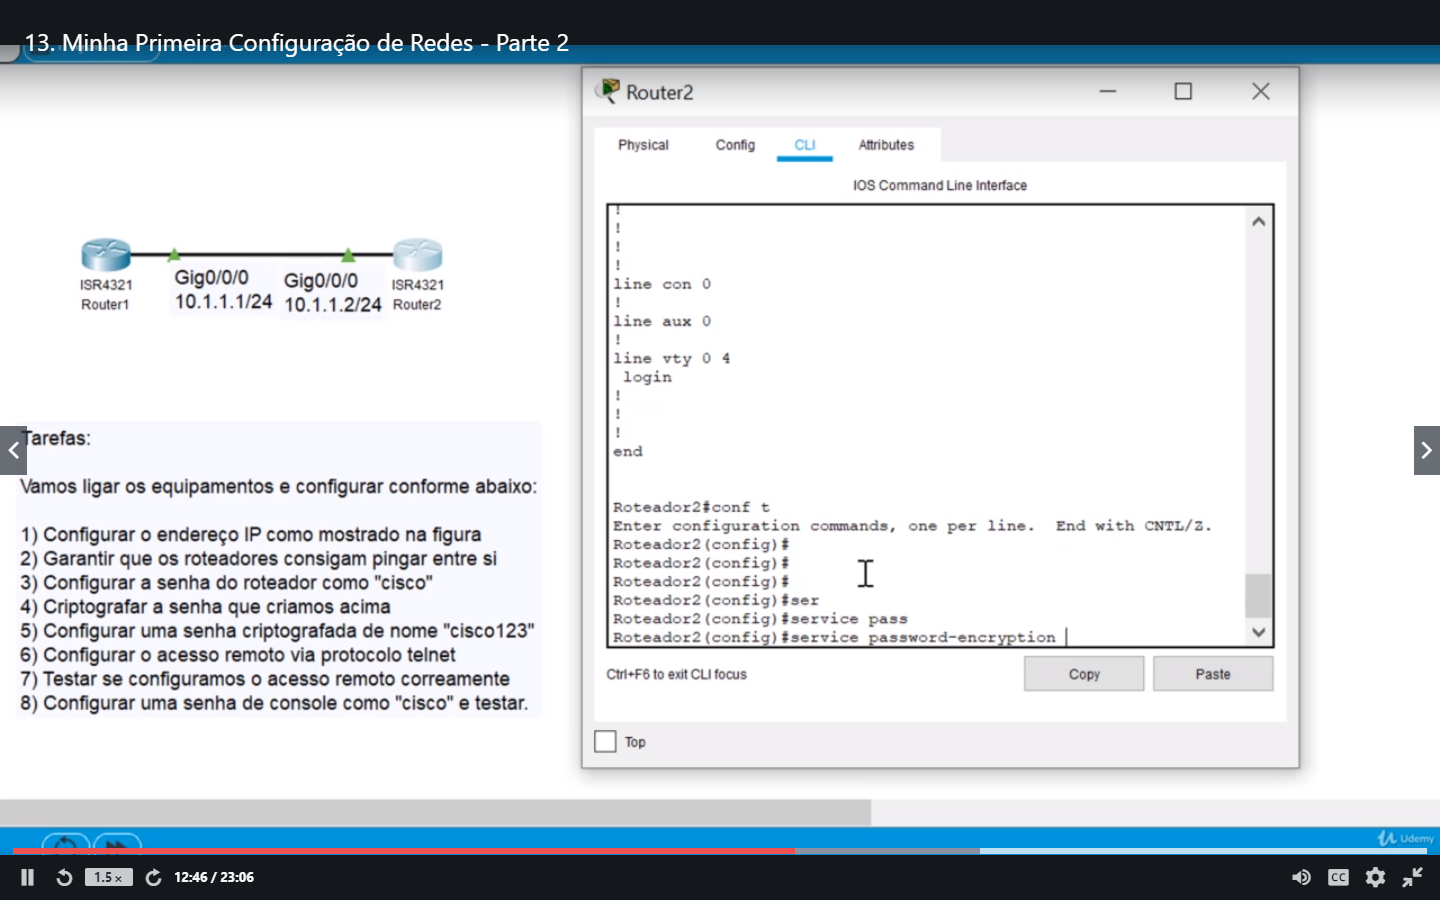 13. Minha Primeira Configuração de Redes - Parte 2
Router2
Physical
Config
CLI
Attributes
IOS Command Line Interface
!
!
!
!
line con 0
!
line aux 0
!
line vty 0 4
login
!
!
!
end
Roteador2#conf t
Enter configuration commands, one per line. End with CNTL/Z.
Roteador2(config)#
Roteador2(config)#
Roteador2(config)#
Roteador2(config)#ser
Roteador2(config)#service pass
Roteador2(config)#service password-encryption
Ctrl+F6 to exit CLI focus
Copy
Paste
Top
Gig0/0/0
10.1.1.1/24
Gig0/0/0
10.1.1.2/24
ISR4321
Router1
ISR4321
Router2
Tarefas:
Vamos ligar os equipamentos e configurar conforme abaixo:
1) Configurar o endereço IP como mostrado na figura
2) Garantir que os roteadores consigam pingar entre si
3) Configurar a senha do roteador como "cisco"
4) Criptografar a senha que criamos acima
5) Configurar uma senha criptografada de nome "cisco123"
6) Configurar o acesso remoto via protocolo telnet
7) Testar se configuramos o acesso remoto correamente
8) Configurar uma senha de console como "cisco" e testar.
Udemy
1.5×
12:46 / 23:06
CC